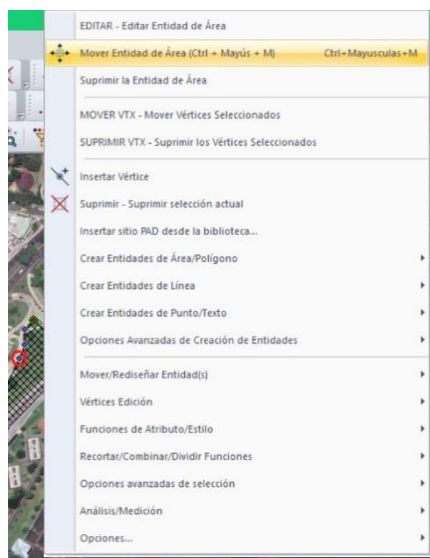 EDITAR - Editar Entidad de Área
Mover Entidad de Área (Ctrl + Mayús + M) Ctrl+Mayusculas+M
Suprimir la Entidad de Área
MOVER VTX - Mover Vértices Seleccionados
SUPRIMIR VTX - Suprimir los Vértices Seleccionados
Insertar Vértice
Suprimir - Suprimir selección actual
Insertar sitio PAD desde la biblioteca...
Crear Entidades de Área/Polígono
Crear Entidades de Línea
Crear Entidades de Punto/Texto
Opciones Avanzadas de Creación de Entidades
Mover/Rediseñar Entidad(s)
Vértices Edición
Funciones de Atributo/Estilo
Recortar/Combinar/Dividir Funciones
Opciones avanzadas de selección
Análisis/Medición
Opciones...